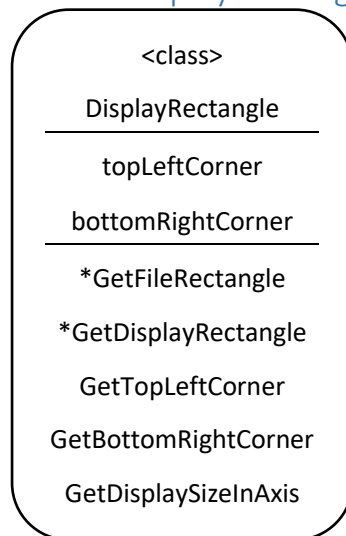 <class>
DisplayRectangle
topLeftCorner
bottomRightCorner
*GetFileRectangle
*GetDisplayRectangle
GetTopLeftCorner
GetBottomRightCorner
GetDisplaySizeInAxis